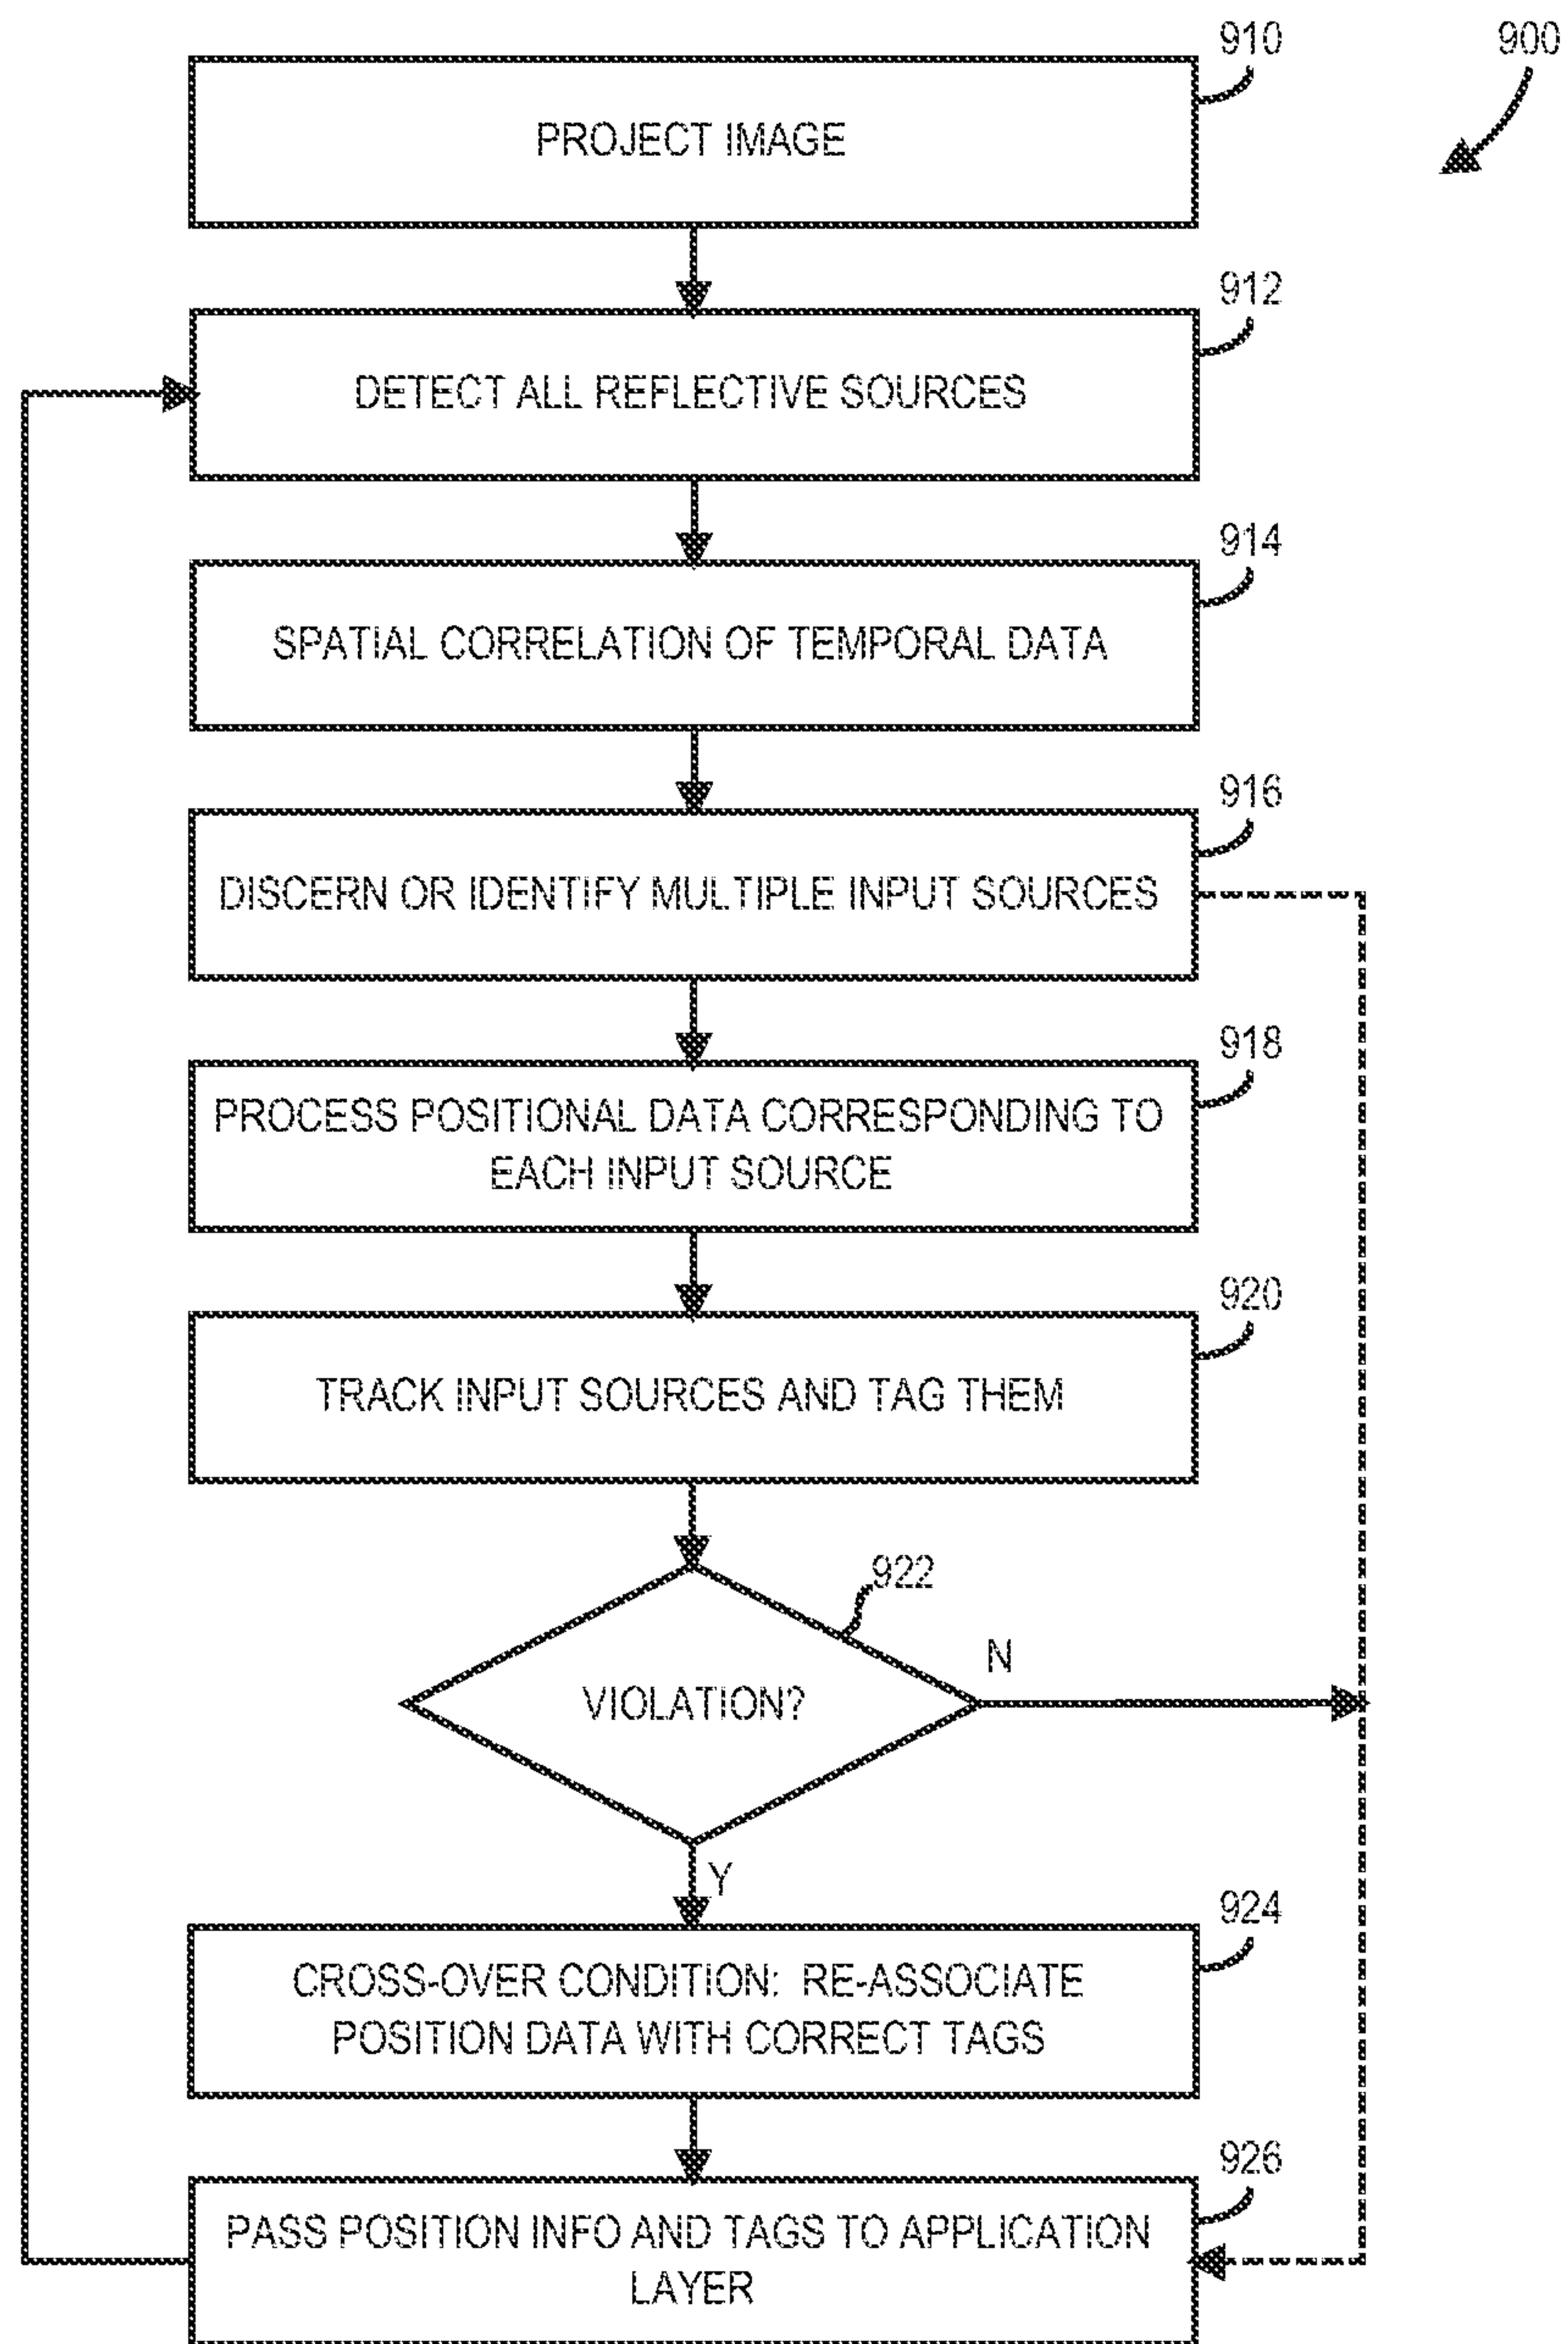 910
900
PROJECT IMAGE
912
DETECT ALL REFLECTIVE SOURCES
914
SPATIAL CORRELATION OF TEMPORAL DATA
916
DISCERN OR IDENTIFY MULTIPLE INPUT SOURCES
918
PROCESS POSITIONAL DATA CORRESPONDING TO
EACH INPUT SOURCE
920
TRACK INPUT SOURCES AND TAG THEM
922
N
VIOLATION?
Y
924
CROSS-OVER CONDITION: RE-ASSOCIATE
POSITION DATA WITH CORRECT TAGS
926
PASS POSITION INFO AND TAGS TO APPLICATION
LAYER